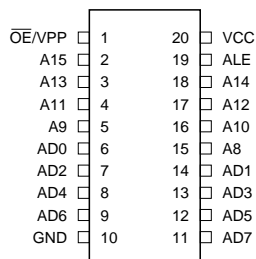 O̅E̅/VPP 1 20 VCC
A15 2 19 ALE
A13 3 18 A14
A11 4 17 A12
A9 5 16 A10
AD0 6 15 A8
AD2 7 14 AD1
AD4 8 13 AD3
AD6 9 12 AD5
GND 10 11 AD7